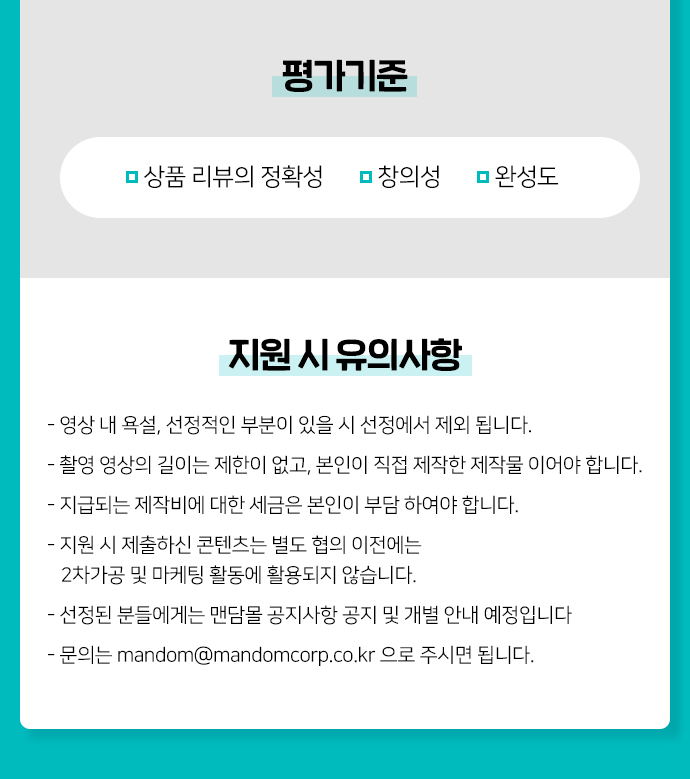 평가기준
상품 리뷰의 정확성 창의성 완성도
지원 시 유의사항
- 영상 내 욕설, 선정적인 부분이 있을 시 선정에서 제외 됩니다.
- 촬영 영상의 길이는 제한이 없고, 본인이 직접 제작한 제작물 이어야 합니다.
- 지급되는 제작비에 대한 세금은 본인이 부담 하여야 합니다.
- 지원 시 제출하신 콘텐츠는 별도 협의 이전에는
2차가공 및 마케팅 활동에 활용되지 않습니다.
- 선정된 분들에게는 맨담몰 공지사항 공지 및 개별 안내 예정입니다
- 문의는 mandom@mandomcorp.co.kr 으로 주시면 됩니다.